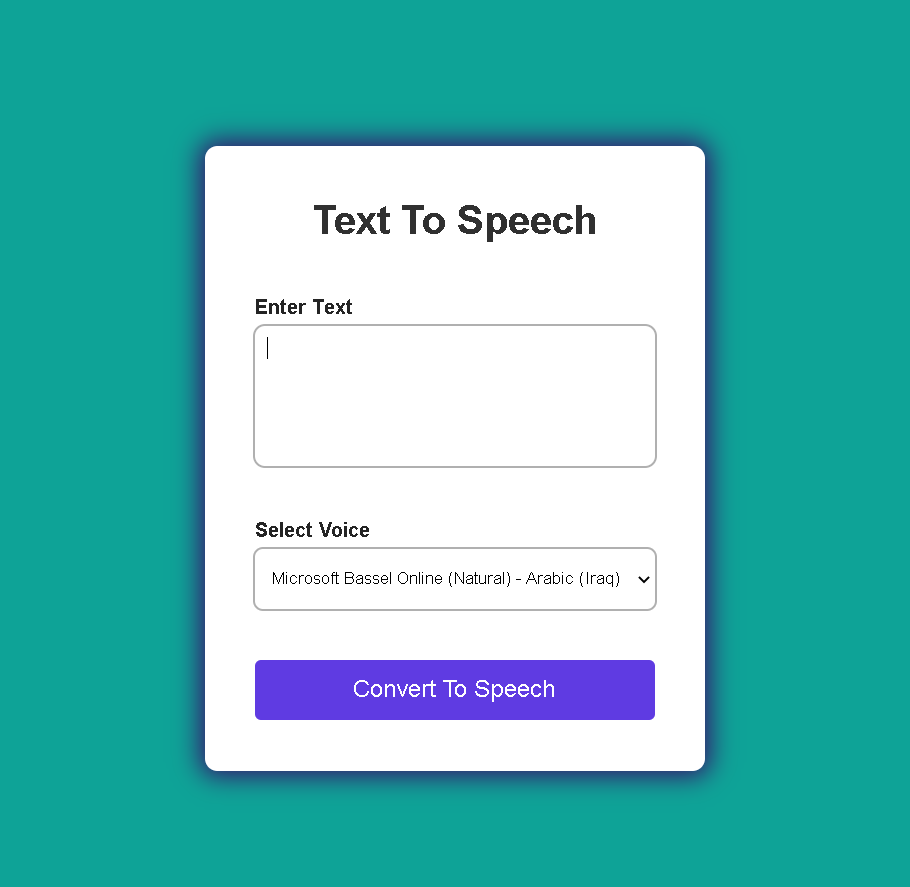 Text To Speech
Enter Text
Select Voice
Microsoft Bassel Online (Natural) - Arabic (Iraq)
Convert To Speech